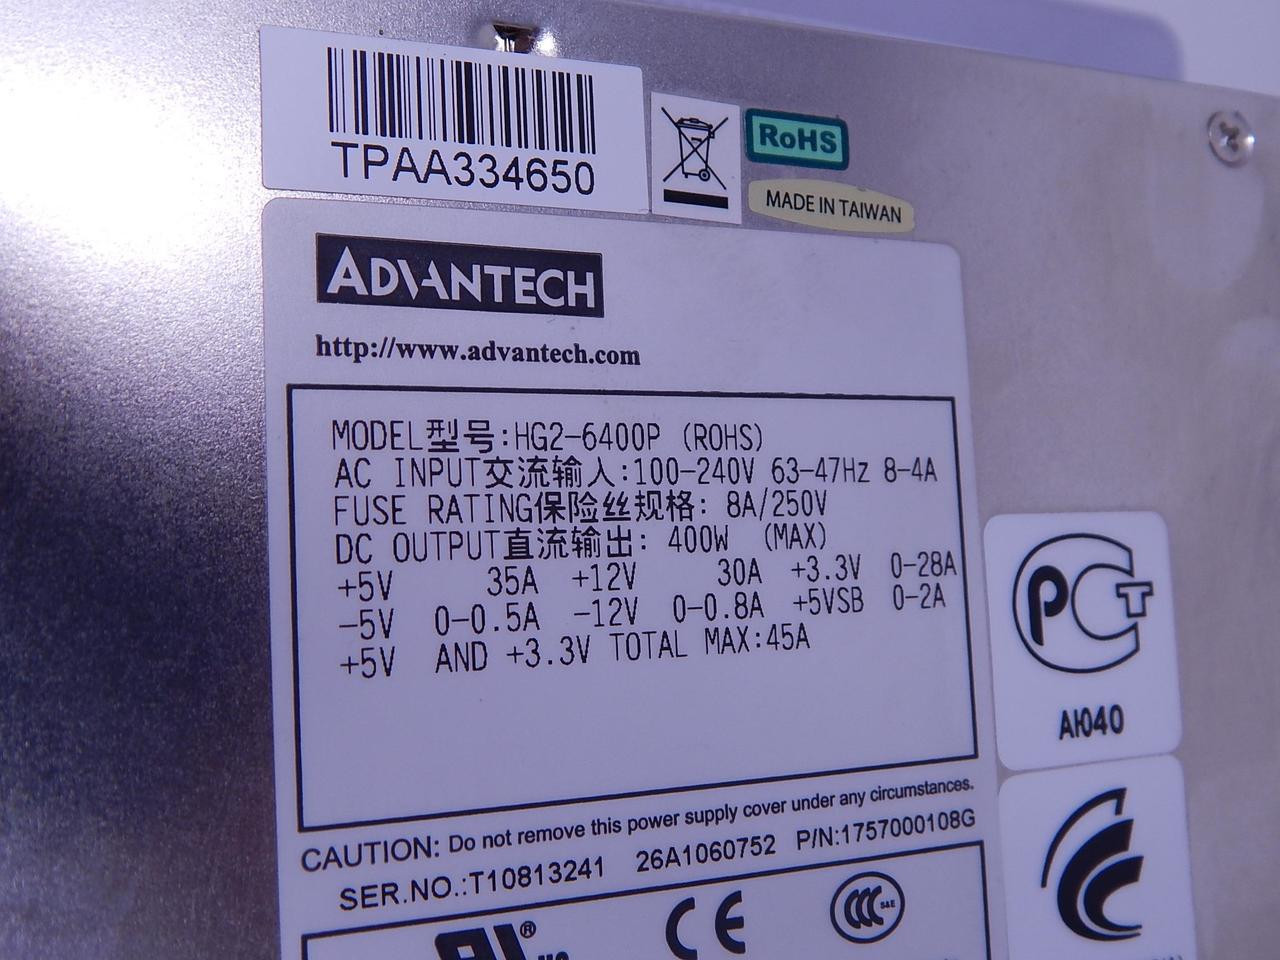 TPAA334650
RoHS
MADE IN TAIWAN
ADVANTECH
http://www.advantech.com
MODEL型号:HG2-6400P (ROHS)
AC INPUT交流输入:100-240V 63-47Hz 8-4A
FUSE RATING保险丝规格: 8A/250V
DC OUTPUT直流输出: 400W (MAX)
+5V 35A +12V 30A +3.3V 0-28A
-5V 0-0.5A -12V 0-0.8A +5VSB 0-2A
+5V AND +3.3V TOTAL MAX:45A
PCT
АЮ40
CAUTION: Do not remove this power supply cover under any circumstances.
SER.NO.:T10813241 26A1060752 P/N:1757000108G
CE
CCC S&E